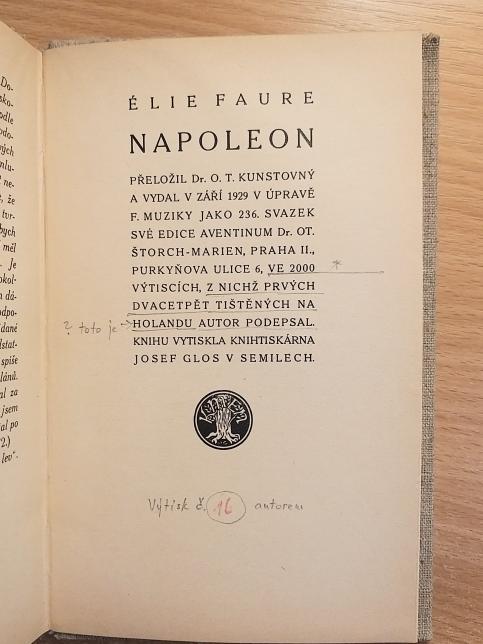 ÉLIE FAURE
NAPOLEON
PŘELOŽIL Dr. O. T. KUNSTOVNÝ
A VYDAL V ZÁŘÍ 1929 V ÚPRAVĚ
F. MUZIKY JAKO 236. SVAZEK
SVÉ EDICE AVENTINUM Dr. OT.
ŠTORCH-MARIEN, PRAHA II.,
PURKYŇOVA ULICE 6, VE 2000 *
VÝTISCÍCH, Z NICHŽ PRVÝCH
DVACETPĚT TIŠTĚNÝCH NA
? toto je → HOLANDU AUTOR PODEPSAL.
KNIHU VYTISKLA KNIHTISKÁRNA
JOSEF GLOS V SEMILECH.
Výtisk č. 16 autorem